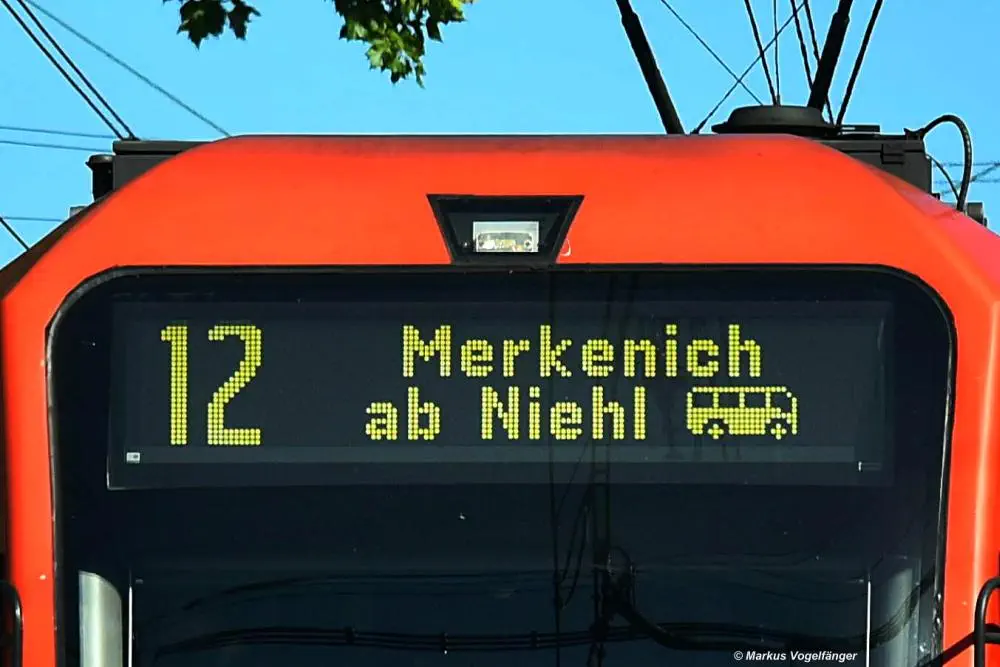 12 Merkenich
ab Niehl
© Markus Vogelfänger